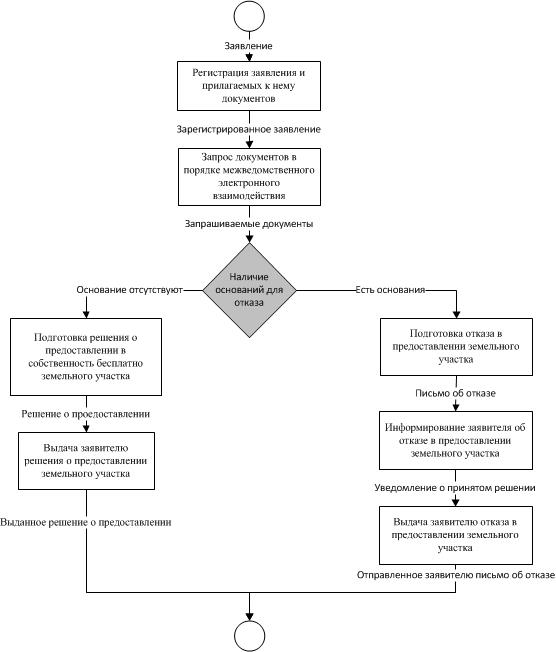 Заявление
Регистрация заявления и
прилагаемых к нему
документов
Зарегистрированное заявление
Запрос документов в
порядке межведомственного
электронного
взаимодействия
Запрашиваемые документы
Наличие
оснований для
отказа
Основание отсутствуют
Подготовка решения о
предоставлении в
собственность бесплатно
земельного участка
Решение о проедоставлении
Выдача заявителю
решения о предоставлении
земельного участка
Выданное решение о предоставлении
Есть основания
Подготовка отказа в
предоставлении земельного
участка
Письмо об отказе
Информирование заявителя об
отказе в предоставлении
земельного участка
Уведомление о принятом решении
Выдача заявителю отказа в
предоставлении земельного
участка
Отправленное заявителю письмо об отказе